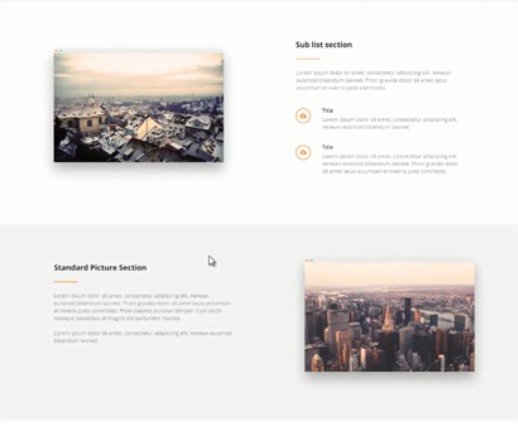 Sub list section
Lorem ipsum dolor sit amet, consectetur adipiscing elit. Aenean
euismod bibendum laoreet. Proin gravida dolor sit amet lacus
accumsan et viverra justo commodo.
Title
Lorem ipsum dolor sit amet, consectetur adipiscing elit.
Aenean euismod bibendum laoreet.
Title
Lorem ipsum dolor sit amet, consectetur adipiscing elit.
Aenean euismod bibendum laoreet. Proin gravida dolor
sit amet lacus accumsan et viverra justo commodo.
Standard Picture Section
Lorem ipsum dolor sit amet, consectetur adipiscing elit. Aenean
euismod bibendum laoreet. Proin gravida dolor sit amet lacus accumsan
et viverra justo commodo. Proin sodales pulvinar tempor. Cum sociis
natoque penatibus et magnis dis parturient montes.
Lorem ipsum dolor sit amet, consectetur adipiscing elit. Aenean euismod
bibendum laoreet.